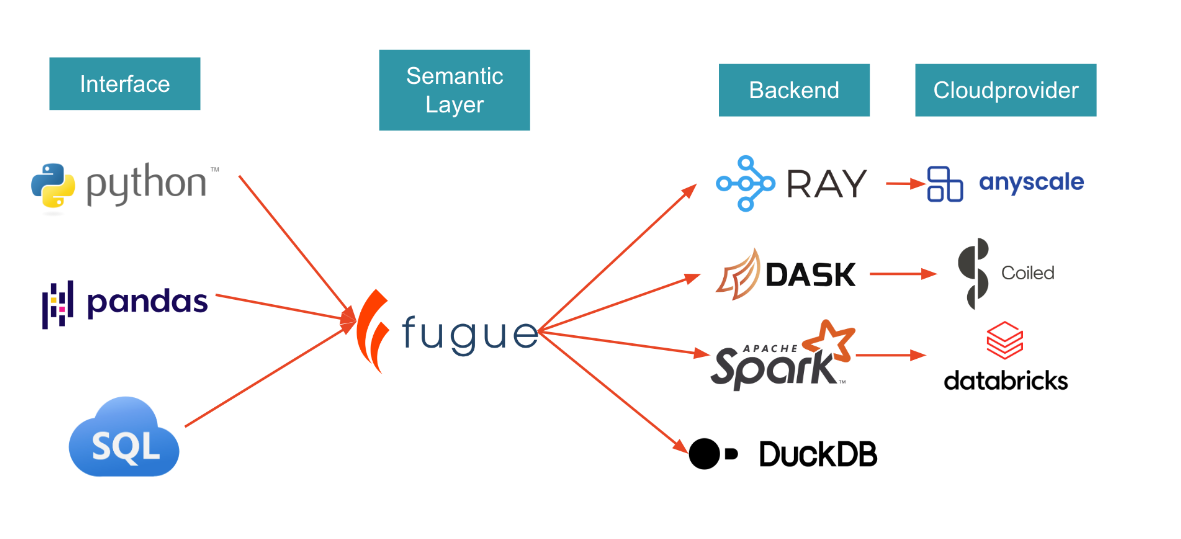 Interface
Semantic
Layer
Backend
Cloudprovider
python™
RAY
anyscale
pandas
DASK
Coiled
fugue
APACHE
Spark™
databricks
SQL
DuckDB